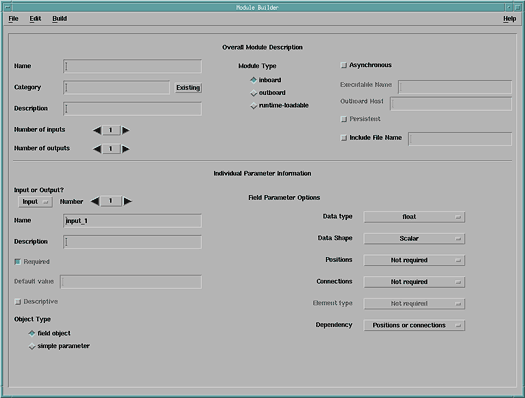 Module Builder
File Edit Build Help
Overall Module Description
Name
Category Existing
Description
Number of inputs 1
Number of outputs 1
Module Type
inboard
outboard
runtime-loadable
Asynchronous
Executable Name
Outboard Host
Persistent
Include File Name
Individual Parameter Information
Input or Output?
Input Number 1
Name input_1
Description
Required
Default value
Descriptive
Object Type
field object
simple parameter
Field Parameter Options
Data type float
Data Shape Scalar
Positions Not required
Connections Not required
Element type Not required
Dependency Positions or connections